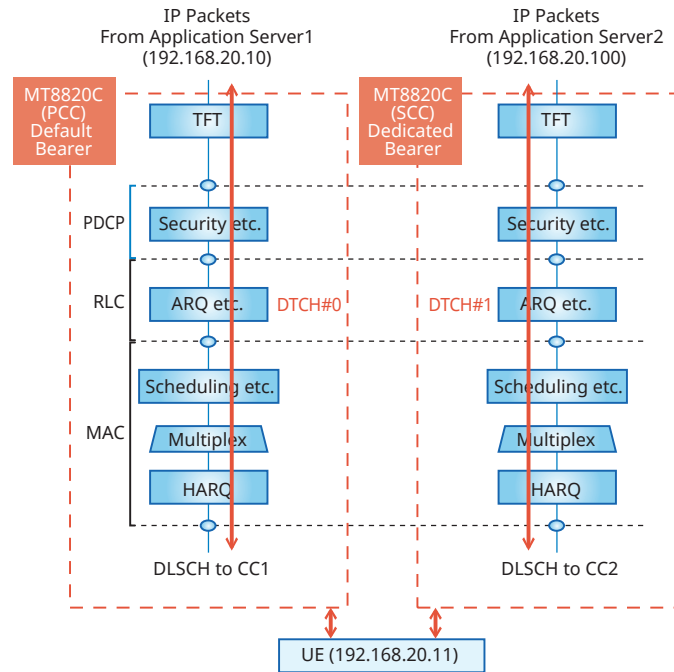 IP Packets
From Application Server1
(192.168.20.10)
IP Packets
From Application Server2
(192.168.20.100)
MT8820C
(PCC)
Default
Bearer
TFT
MT8820C
(SCC)
Dedicated
Bearer
TFT
PDCP
Security etc.
Security etc.
RLC
ARQ etc.
DTCH#0
DTCH#1
ARQ etc.
Scheduling etc.
Scheduling etc.
MAC
Multiplex
Multiplex
HARQ
HARQ
DLSCH to CC1
DLSCH to CC2
UE (192.168.20.11)